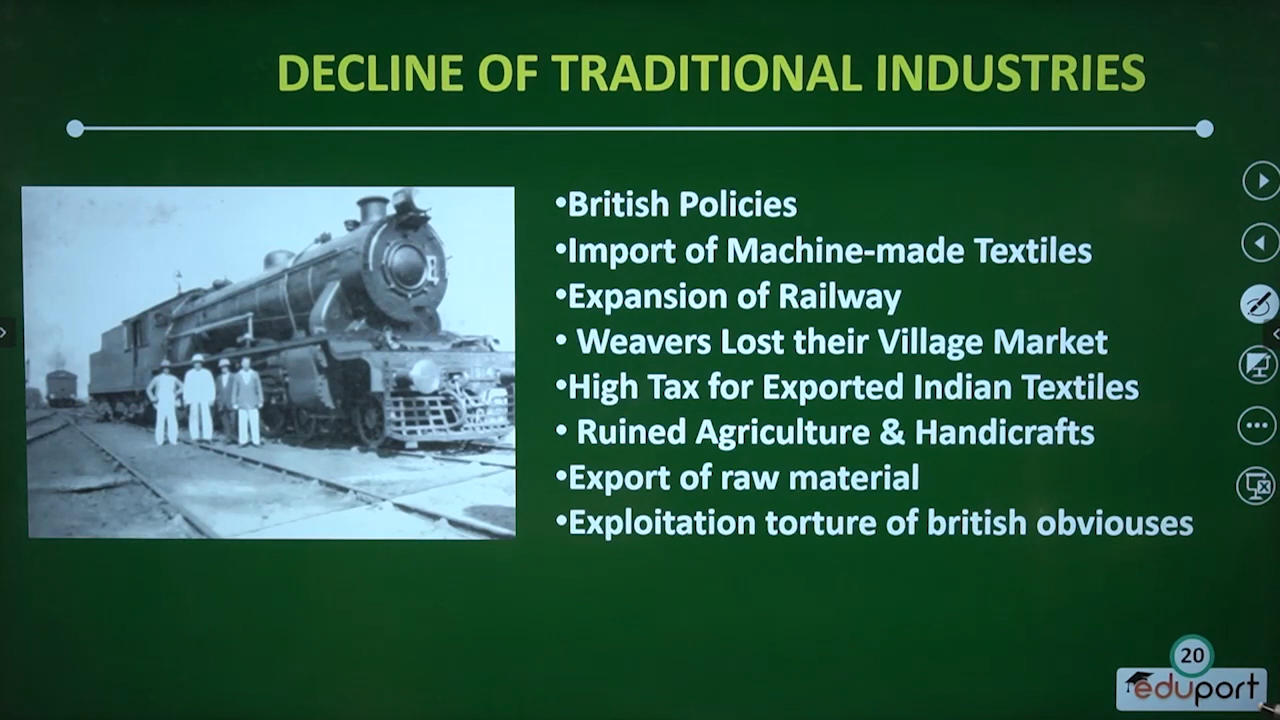 DECLINE OF TRADITIONAL INDUSTRIES
•British Policies
•Import of Machine-made Textiles
•Expansion of Railway
• Weavers Lost their Village Market
•High Tax for Exported Indian Textiles
• Ruined Agriculture & Handicrafts
•Export of raw material
•Exploitation torture of british obviouses
20
eduport